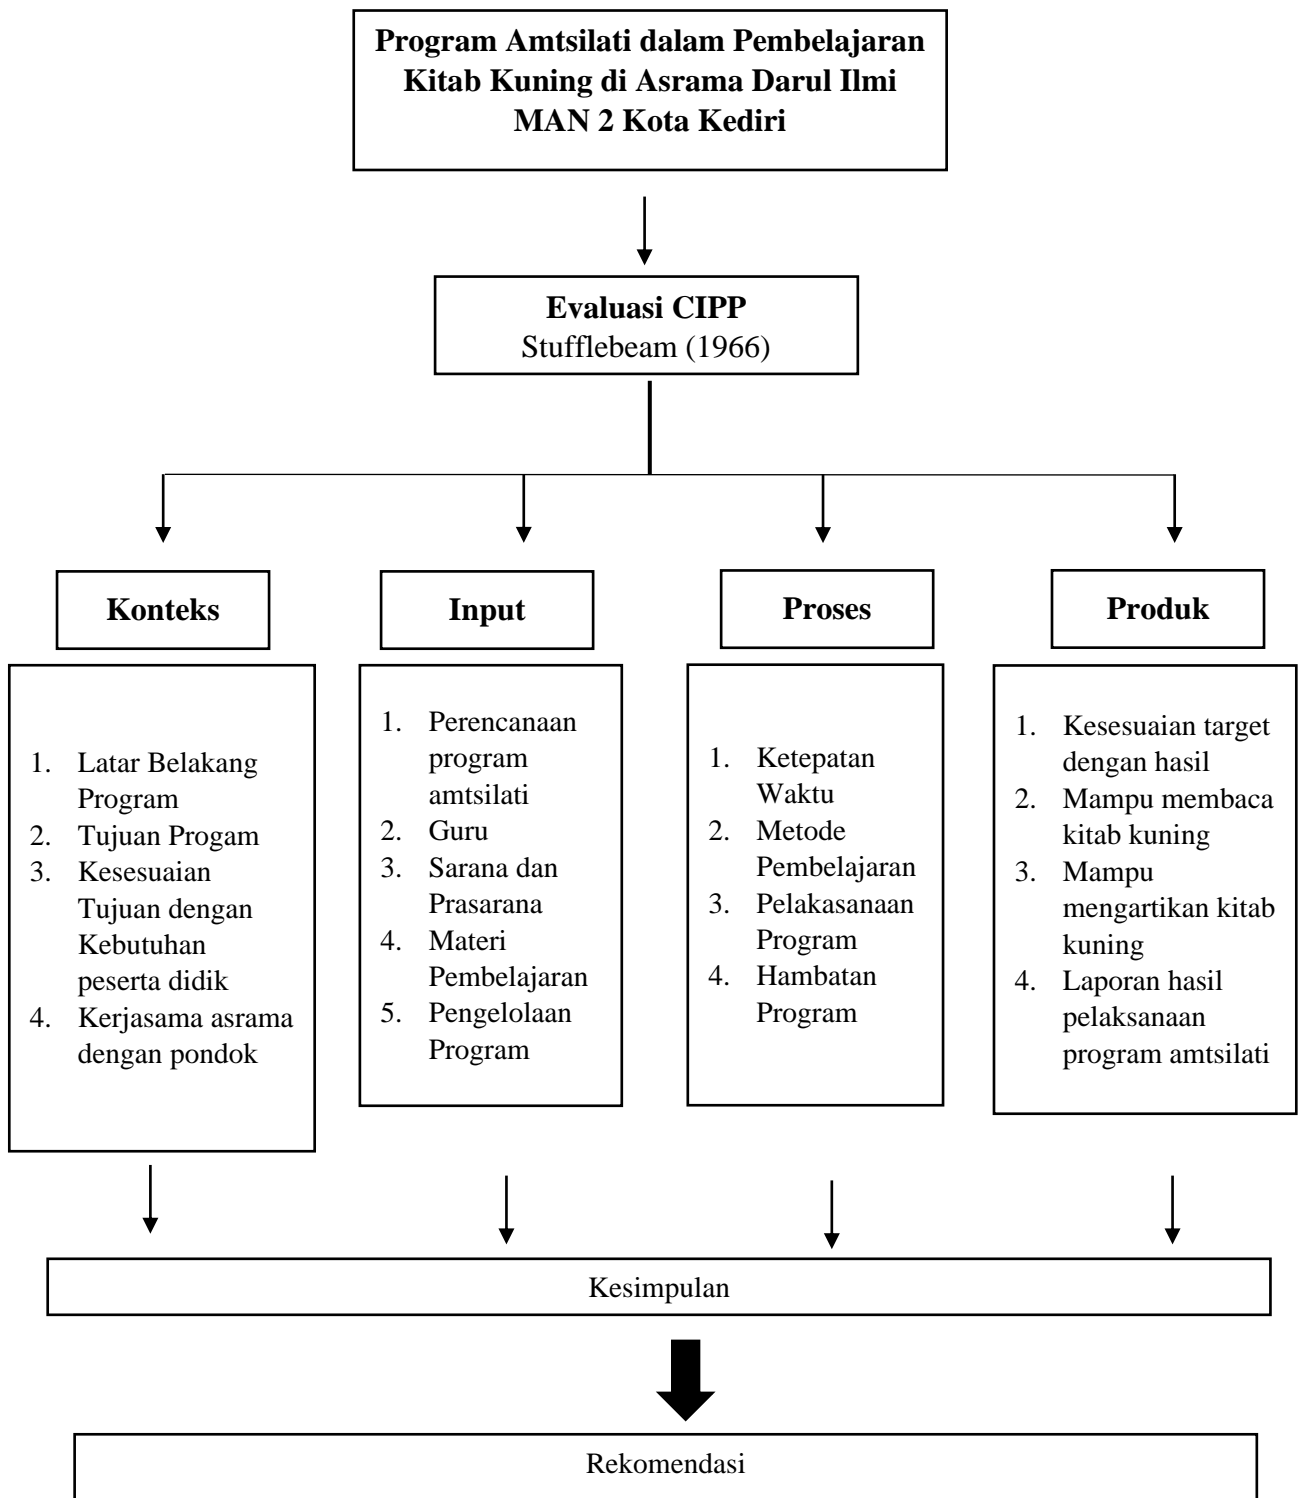 Program Amtsilati dalam Pembelajaran
Kitab Kuning di Asrama Darul Ilmi
MAN 2 Kota Kediri
Evaluasi CIPP
Stufflebeam (1966)
Konteks
Input
Proses
Produk
1. Latar Belakang
Program
2. Tujuan Progam
3. Kesesuaian
Tujuan dengan
Kebutuhan
peserta didik
4. Kerjasama asrama
dengan pondok
1. Perencanaan
program
amtsilati
2. Guru
3. Sarana dan
Prasarana
4. Materi
Pembelajaran
5. Pengelolaan
Program
1. Ketepatan
Waktu
2. Metode
Pembelajaran
3. Pelakasanaan
Program
4. Hambatan
Program
1. Kesesuaian target
dengan hasil
2. Mampu membaca
kitab kuning
3. Mampu
mengartikan kitab
kuning
4. Laporan hasil
pelaksanaan
program amtsilati
Kesimpulan
Rekomendasi